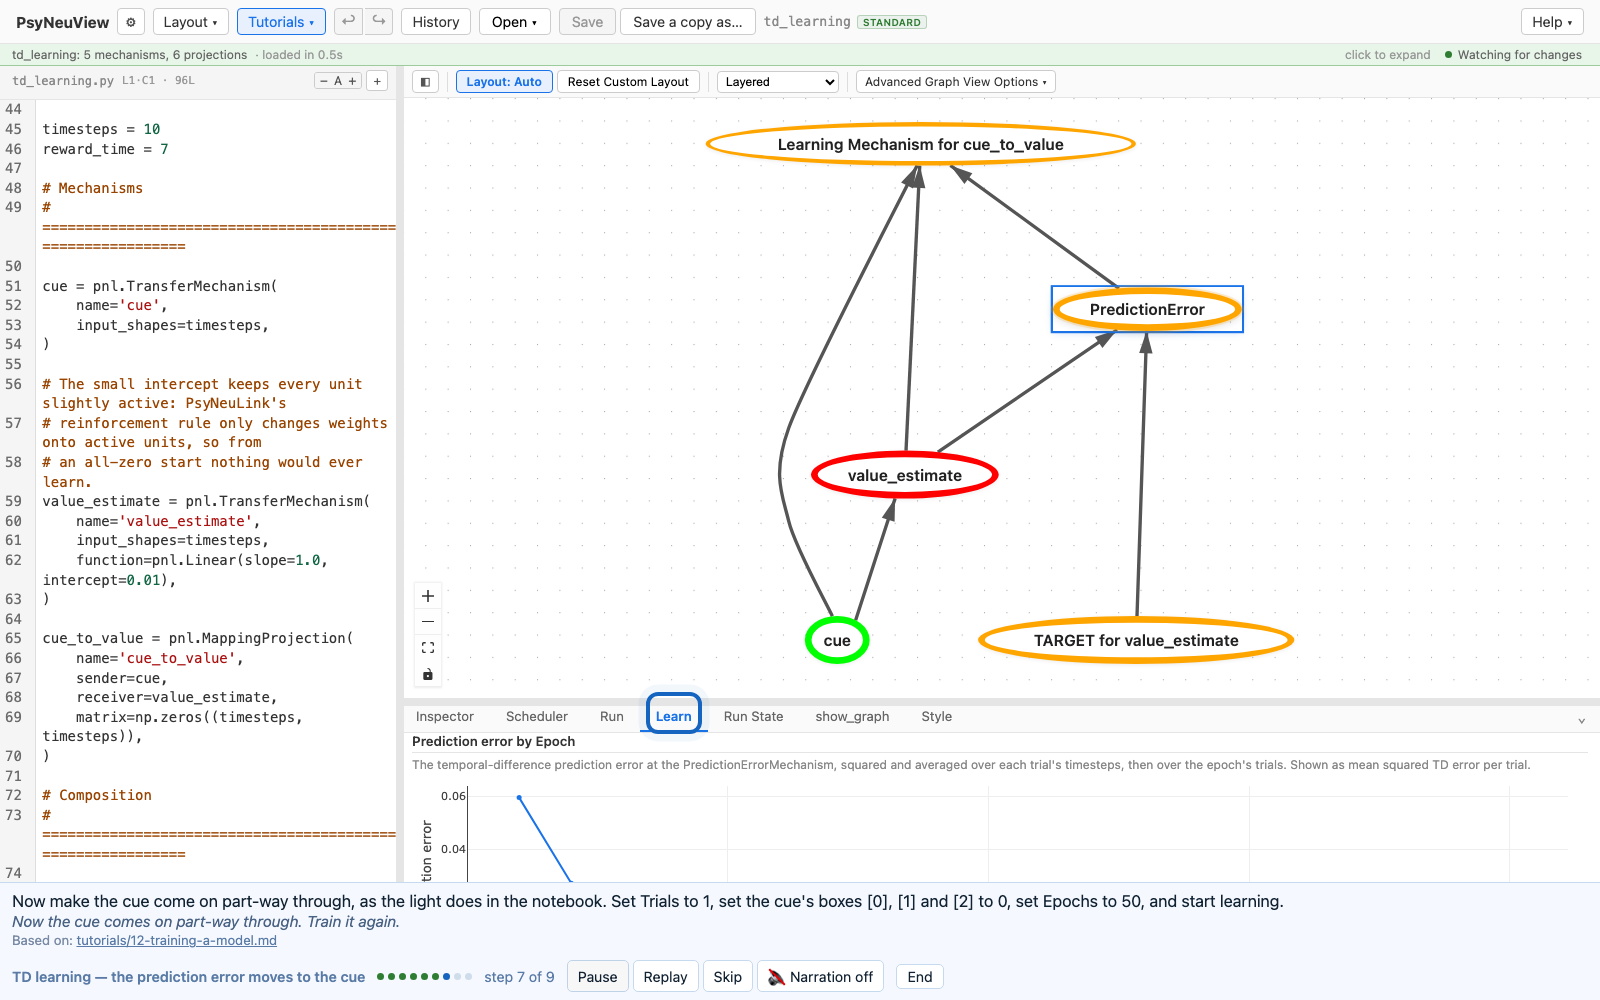 PsyNeuView
Layout
Tutorials
History
Open
Save
Save a copy as...
td_learning
STANDARD
Help
td_learning: 5 mechanisms, 6 projections · loaded in 0.5s
click to expand
Watching for changes
td_learning.py L1:C1 · 96L
− A +
+
Layout: Auto
Reset Custom Layout
Layered
Advanced Graph View Options
44
45 timesteps = 10
46 reward_time = 7
47
48 # Mechanisms
49 #
=========================================
=================
50
51 cue = pnl.TransferMechanism(
52 name='cue',
53 input_shapes=timesteps,
54 )
55
56 # The small intercept keeps every unit
slightly active: PsyNeuLink's
57 # reinforcement rule only changes weights
onto active units, so from
58 # an all-zero start nothing would ever
learn.
59 value_estimate = pnl.TransferMechanism(
60 name='value_estimate',
61 input_shapes=timesteps,
62 function=pnl.Linear(slope=1.0,
intercept=0.01),
63 )
64
65 cue_to_value = pnl.MappingProjection(
66 name='cue_to_value',
67 sender=cue,
68 receiver=value_estimate,
69 matrix=np.zeros((timesteps,
timesteps)),
70 )
71
72 # Composition
73 #
=========================================
=================
74
Learning Mechanism for cue_to_value
PredictionError
value_estimate
cue
TARGET for value_estimate
Inspector
Scheduler
Run
Learn
Run State
show_graph
Style
Prediction error by Epoch
The temporal-difference prediction error at the PredictionErrorMechanism, squared and averaged over each trial's timesteps, then over the epoch's trials. Shown as mean squared TD error per trial.
0.06
0.04
tion error
Now make the cue come on part-way through, as the light does in the notebook. Set Trials to 1, set the cue's boxes [0], [1] and [2] to 0, set Epochs to 50, and start learning.
Now the cue comes on part-way through. Train it again.
Based on: tutorials/12-training-a-model.md
TD learning — the prediction error moves to the cue
step 7 of 9
Pause
Replay
Skip
Narration off
End